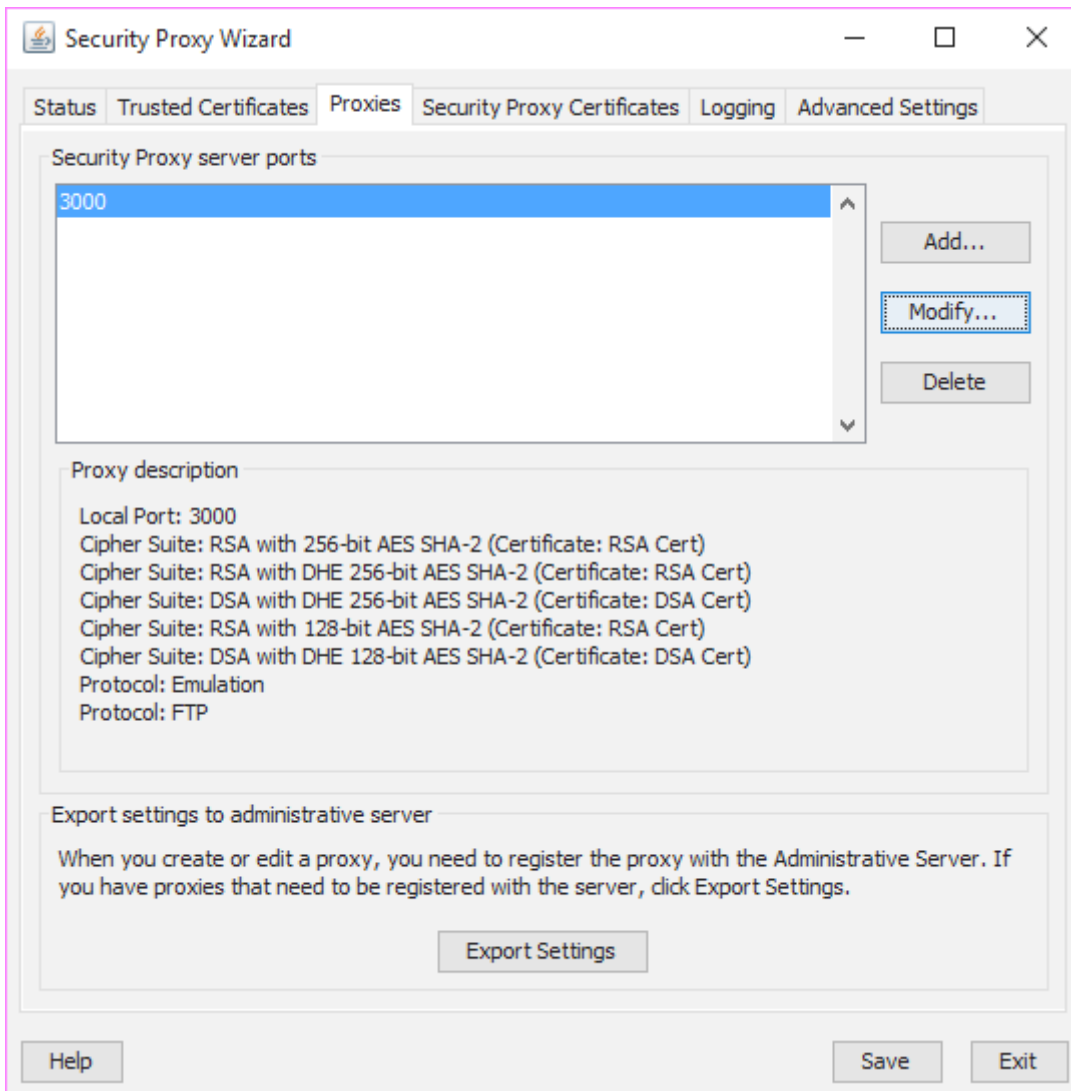 Security Proxy Wizard
Status
Trusted Certificates
Proxies
Security Proxy Certificates
Logging
Advanced Settings
Security Proxy server ports
3000
Add...
Modify...
Delete
Proxy description
Local Port: 3000
Cipher Suite: RSA with 256-bit AES SHA-2 (Certificate: RSA Cert)
Cipher Suite: RSA with DHE 256-bit AES SHA-2 (Certificate: RSA Cert)
Cipher Suite: DSA with DHE 256-bit AES SHA-2 (Certificate: DSA Cert)
Cipher Suite: RSA with 128-bit AES SHA-2 (Certificate: RSA Cert)
Cipher Suite: DSA with DHE 128-bit AES SHA-2 (Certificate: DSA Cert)
Protocol: Emulation
Protocol: FTP
Export settings to administrative server
When you create or edit a proxy, you need to register the proxy with the Administrative Server. If
you have proxies that need to be registered with the server, click Export Settings.
Export Settings
Help
Save
Exit